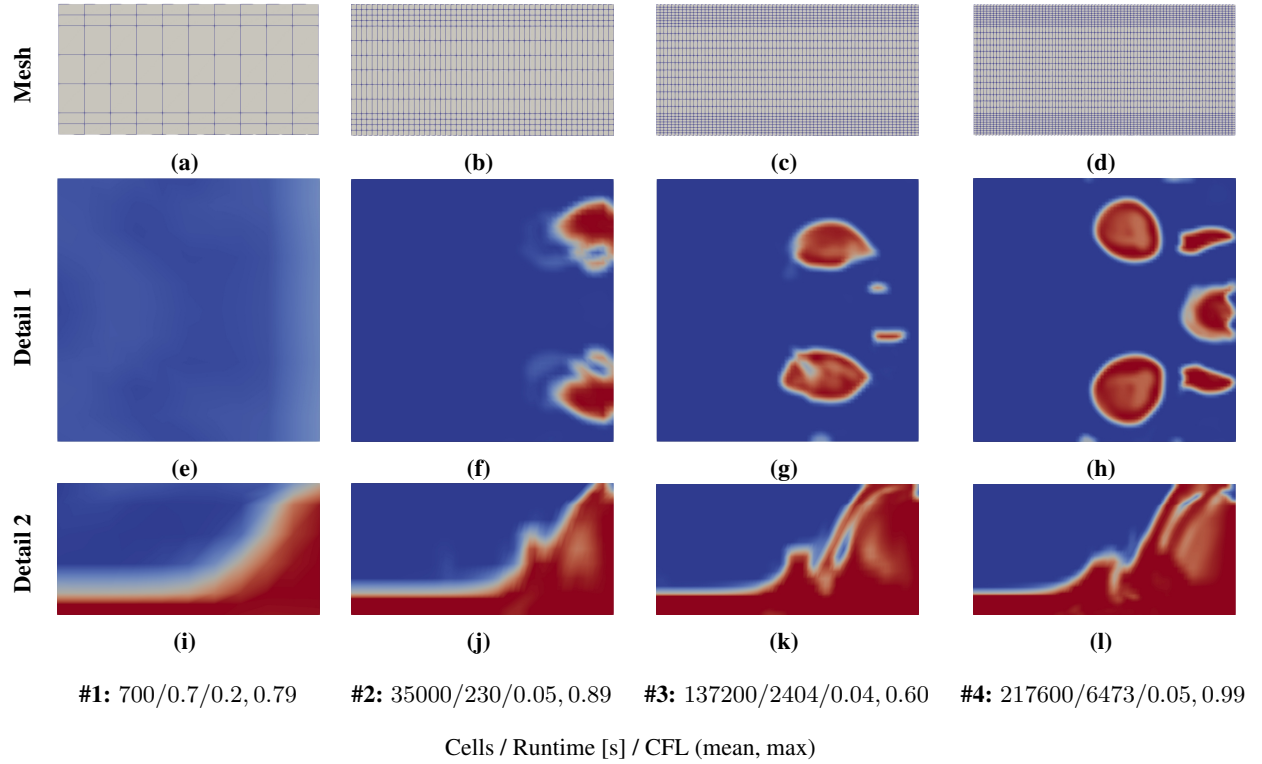 Mesh
(a) (b) (c) (d)
Detail 1
(e) (f) (g) (h)
Detail 2
(i) (j) (k) (l)
#1: 700/0.7/0.2, 0.79 #2: 35000/230/0.05, 0.89 #3: 137200/2404/0.04, 0.60 #4: 217600/6473/0.05, 0.99
Cells / Runtime [s] / CFL (mean, max)